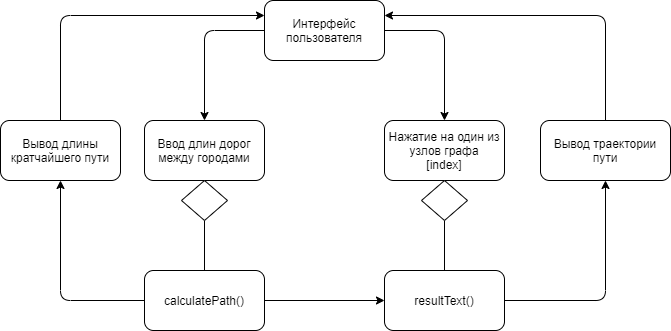 Интерфейс
пользователя
Вывод длины
кратчайшего пути
Ввод длин дорог
между городами
Нажатие на один из
узлов графа
[index]
Вывод траектории
пути
calculatePath()
resultText()